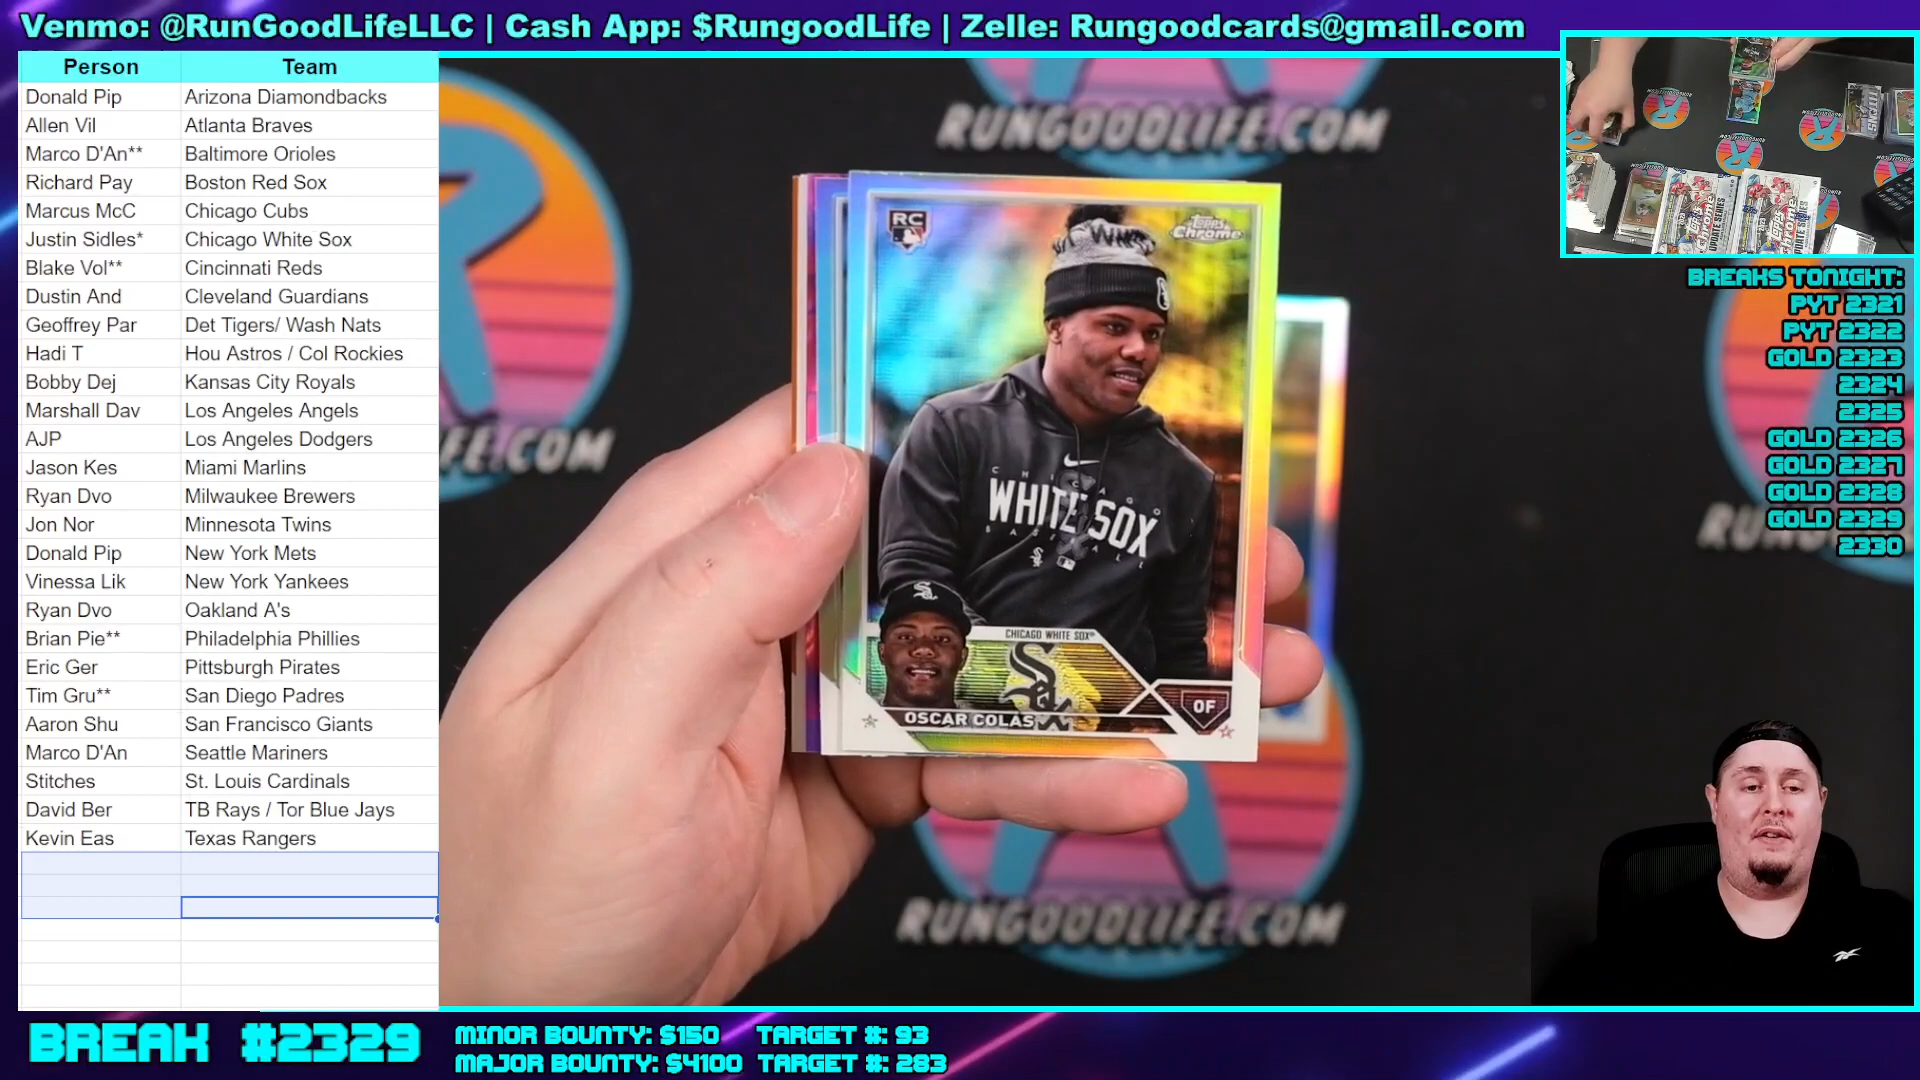 Venmo: @RunGoodLifeLLC | Cash App: $RungoodLife | Zelle: Rungoodcards@gmail.com
Person Team
Donald Pip Arizona Diamondbacks
Allen Vil Atlanta Braves
Marco D'An** Baltimore Orioles
Richard Pay Boston Red Sox
Marcus McC Chicago Cubs
Justin Sidles* Chicago White Sox
Blake Vol** Cincinnati Reds
Dustin And Cleveland Guardians
Geoffrey Par Det Tigers/ Wash Nats
Hadi T Hou Astros / Col Rockies
Bobby Dej Kansas City Royals
Marshall Dav Los Angeles Angels
AJP Los Angeles Dodgers
Jason Kes Miami Marlins
Ryan Dvo Milwaukee Brewers
Jon Nor Minnesota Twins
Donald Pip New York Mets
Vinessa Lik New York Yankees
Ryan Dvo Oakland A's
Brian Pie** Philadelphia Phillies
Eric Ger Pittsburgh Pirates
Tim Gru** San Diego Padres
Aaron Shu San Francisco Giants
Marco D'An Seattle Mariners
Stitches St. Louis Cardinals
David Ber TB Rays / Tor Blue Jays
Kevin Eas Texas Rangers
RUNGOODLIFE.COM
RC
Topps
Chrome
CHICAGO
WHITE SOX
BASEBALL
CHICAGO WHITE SOX
OF
OSCAR COLAS
FE.COM
RUNGOODLIFE.COM
BREAKS TONIGHT:
PYT 2321
PYT 2322
GOLD 2323
2324
2325
GOLD 2326
GOLD 2327
GOLD 2328
GOLD 2329
2330
BREAK #2329
MINOR BOUNTY: $150 TARGET #: 93
MAJOR BOUNTY: $4100 TARGET #: 283